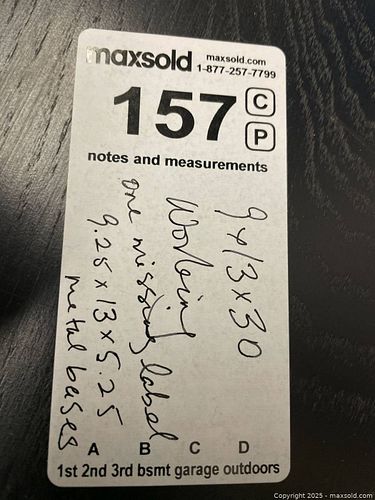 maxsold
maxsold.com
1-877-257-7799
157
C
P
notes and measurements
9x13x30
Working
one missing label
9.25x13x5.25
metal bases
A B C D
1st 2nd 3rd bsmt garage outdoors
Copyright 2025 - maxsold.com